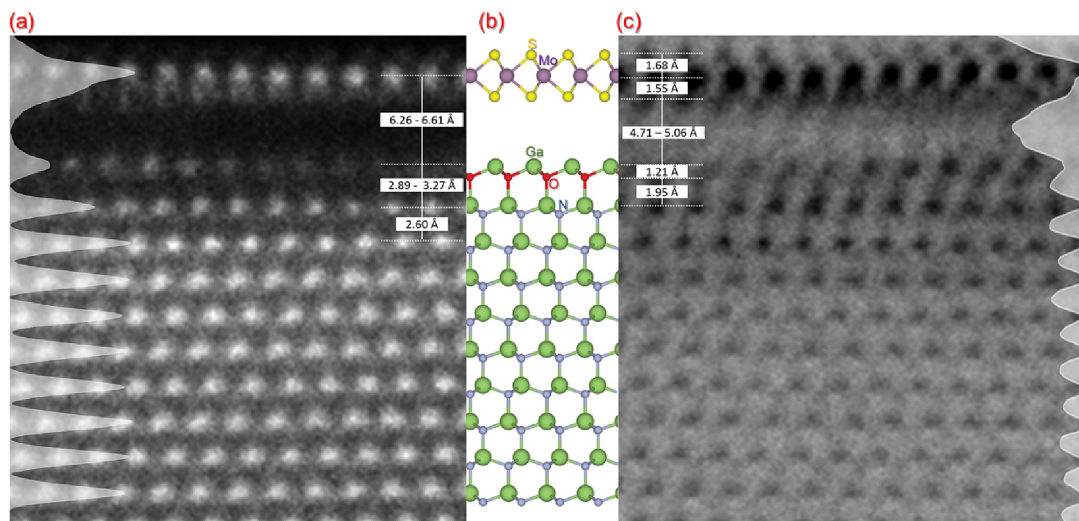 (a)
(b)
(c)
S
Mo
1.68 Å
1.55 Å
6.26 - 6.61 Å
4.71 – 5.06 Å
Ga
1.21 Å
2.89 - 3.27 Å
O
1.95 Å
N
2.60 Å